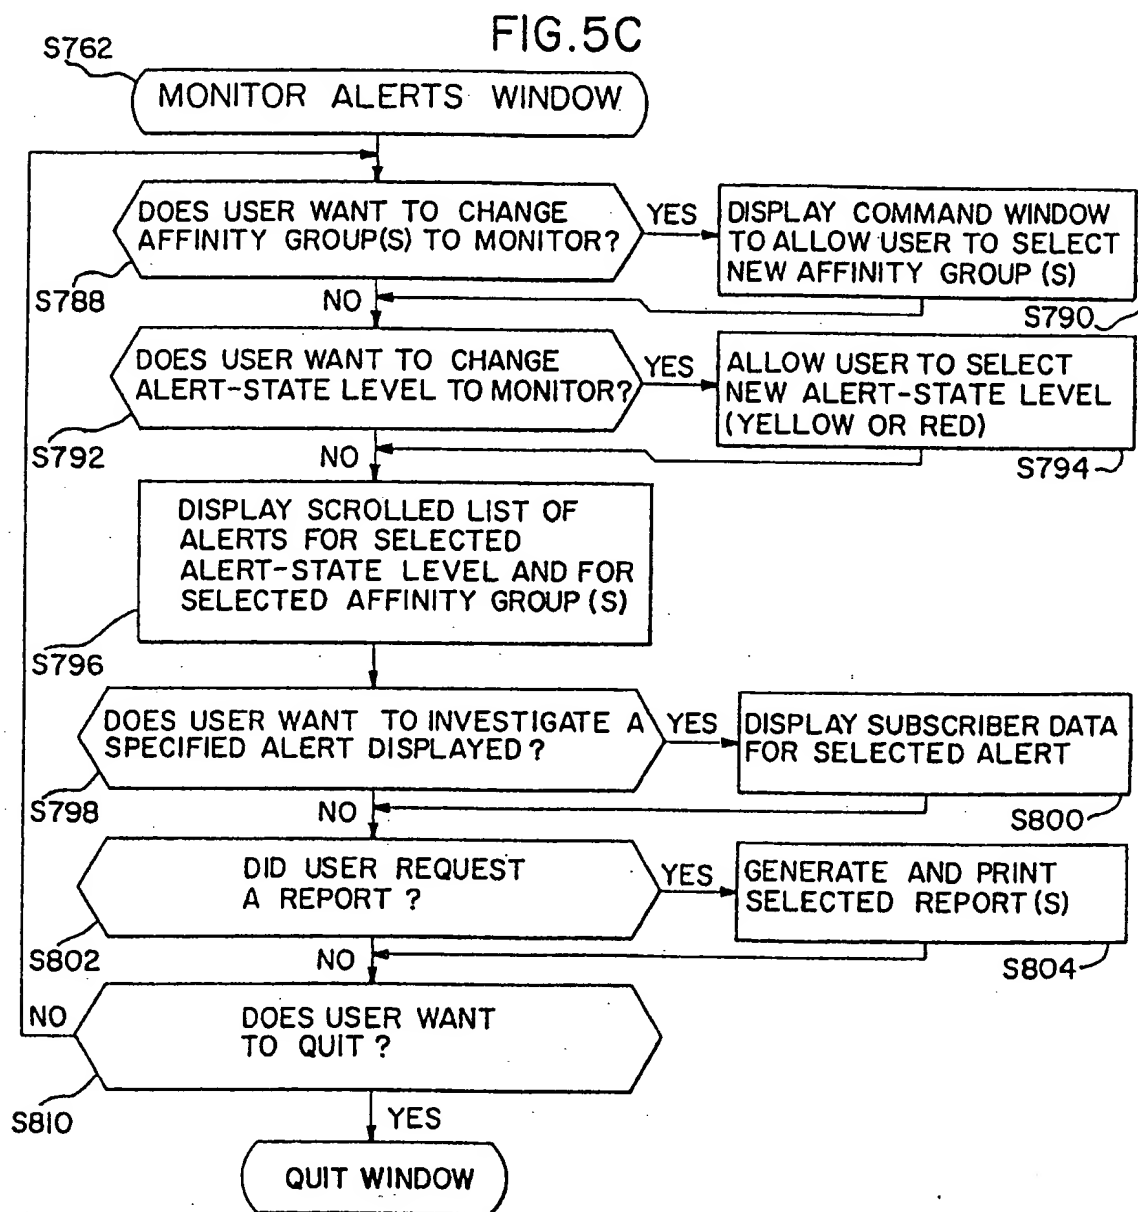 FIG.5C
S762
MONITOR ALERTS WINDOW
DOES USER WANT TO CHANGE
AFFINITY GROUP(S) TO MONITOR?
YES
DISPLAY COMMAND WINDOW
TO ALLOW USER TO SELECT
NEW AFFINITY GROUP (S)
S788
NO
S790
DOES USER WANT TO CHANGE
ALERT-STATE LEVEL TO MONITOR?
YES
ALLOW USER TO SELECT
NEW ALERT-STATE LEVEL
(YELLOW OR RED)
S792
NO
S794
DISPLAY SCROLLED LIST OF
ALERTS FOR SELECTED
ALERT-STATE LEVEL AND FOR
SELECTED AFFINITY GROUP (S)
S796
DOES USER WANT TO INVESTIGATE A
SPECIFIED ALERT DISPLAYED ?
YES
DISPLAY SUBSCRIBER DATA
FOR SELECTED ALERT
S798
NO
S800
DID USER REQUEST
A REPORT ?
YES
GENERATE AND PRINT
SELECTED REPORT (S)
S802
NO
S804
NO
DOES USER WANT
TO QUIT ?
S810
YES
QUIT WINDOW